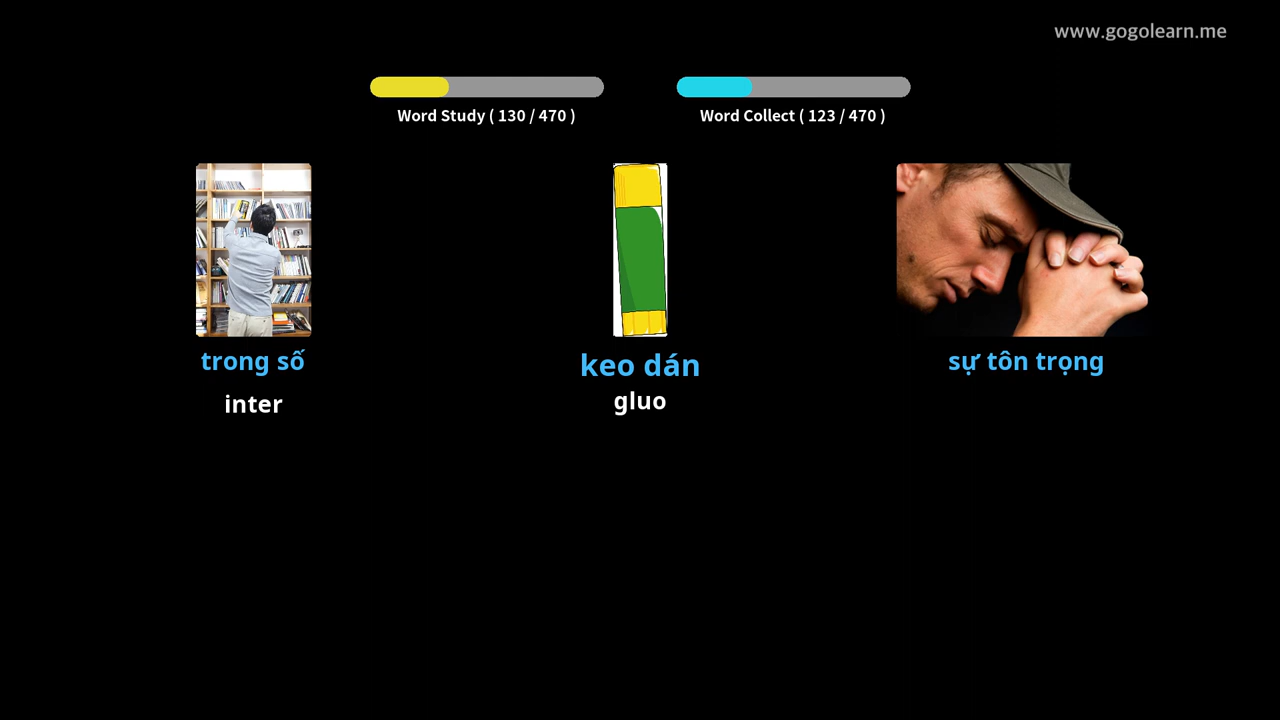 www.gogolearn.me
Word Study ( 130 / 470 )
Word Collect ( 123 / 470 )
trong số
keo dán
sự tôn trọng
inter
gluo